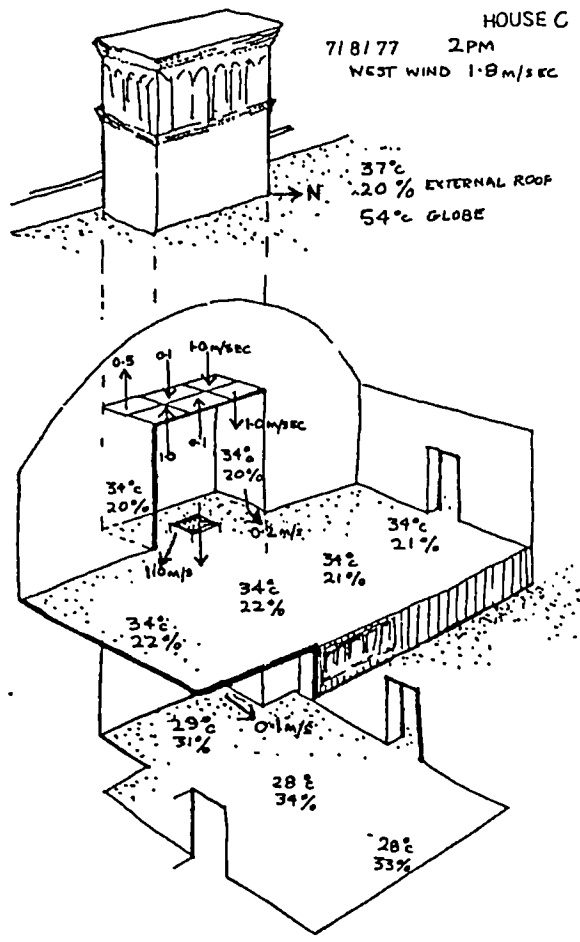 HOUSE C
7/8/77 2PM
WEST WIND 1.8 m/SEC
37°c
20 % EXTERNAL ROOF
54°c GLOBE
N
0.5
0.1
1.0 m/SEC
1.0 m/SEC
1.0
0.1
34°c
20%
34°c
20%
0.2 m/s
1.0 m/s
34°c
21%
34°c
21%
34°c
22%
34°c
22%
0.1 m/s
29°c
31%
28°c
34%
28°c
33%